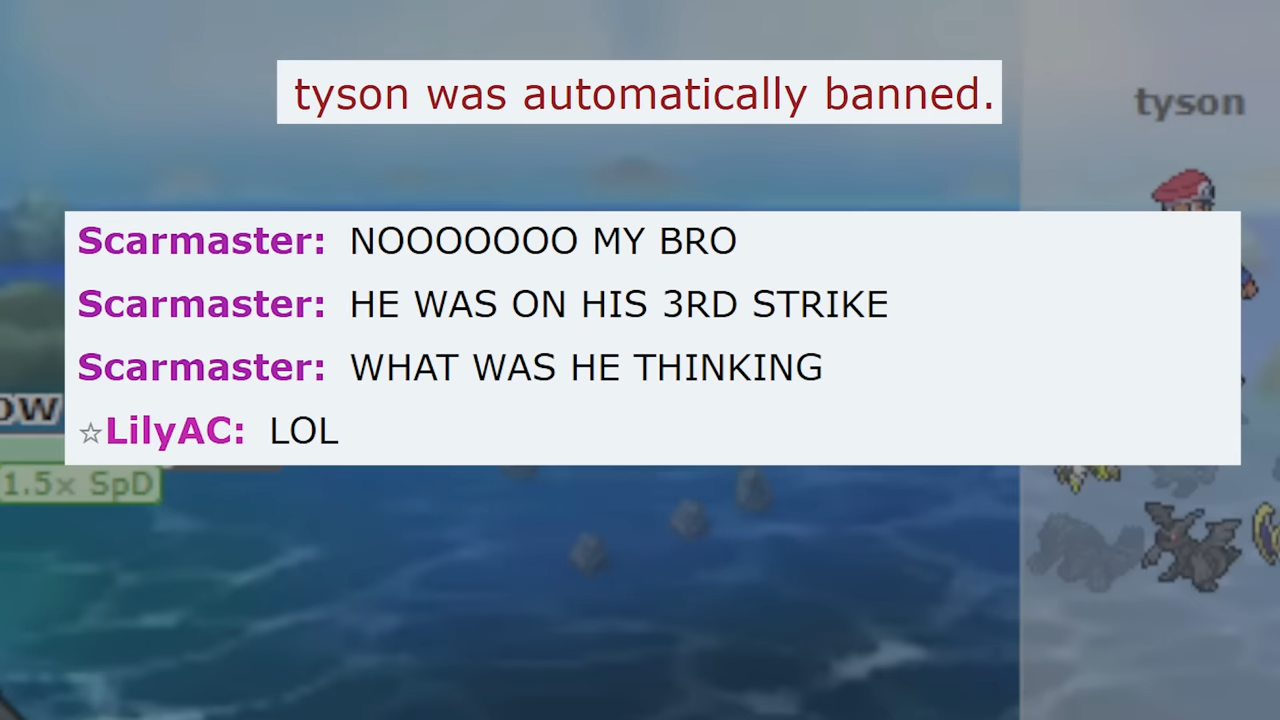 tyson was automatically banned.
tyson
Scarmaster: NOOOOOOO MY BRO
Scarmaster: HE WAS ON HIS 3RD STRIKE
Scarmaster: WHAT WAS HE THINKING
☆LilyAC: LOL
1.5× SpD